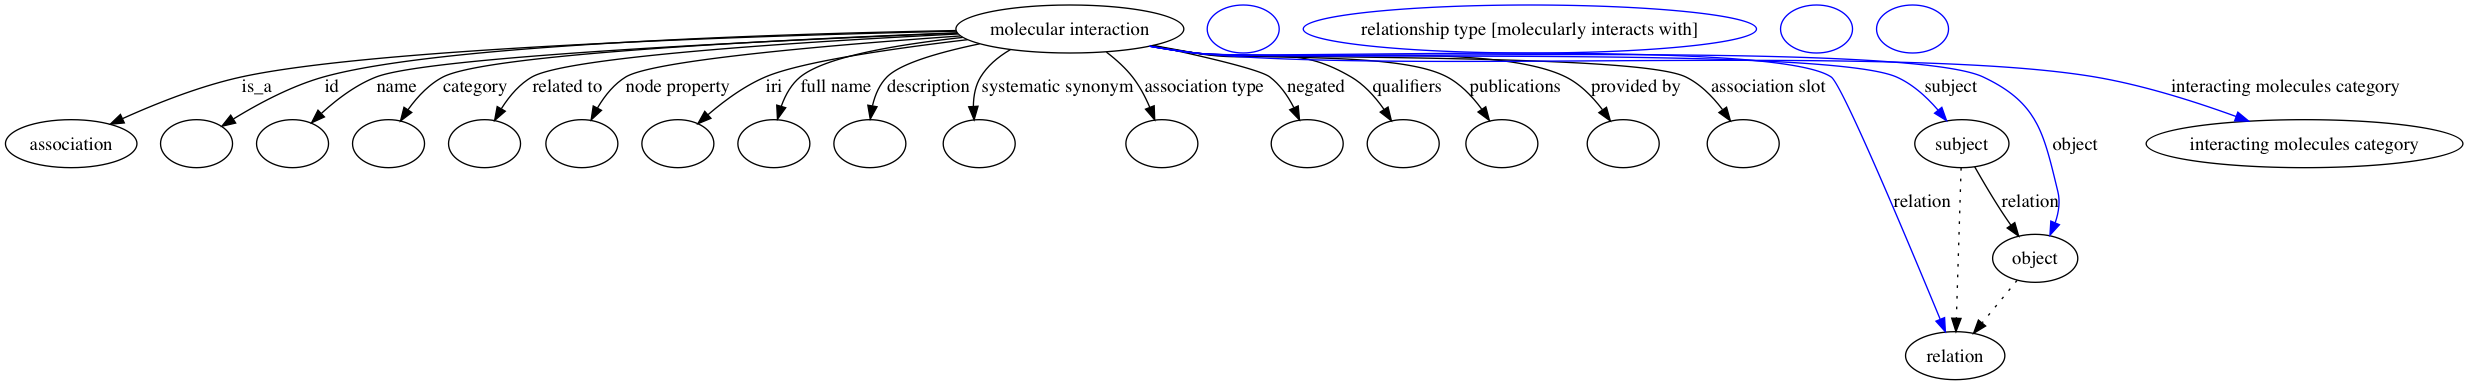 molecular interaction
relationship type [molecularly interacts with]
is_a
id
name
category
related to
node property
iri
full name
description
systematic synonym
association type
negated
qualifiers
publications
provided by
association slot
subject
interacting molecules category
association
subject
object
interacting molecules category
relation
relation
object
relation